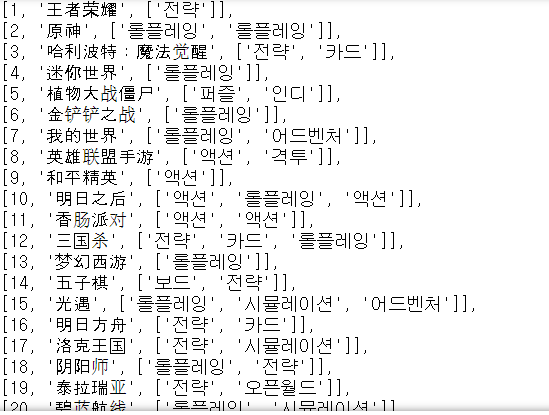 [1, '王者荣耀', ['전략']],
[2, '原神', ['롤플레잉', '롤플레잉']],
[3, '哈利波特：魔法觉醒', ['전략', '카드']],
[4, '迷你世界', ['롤플레잉']],
[5, '植物大战僵尸', ['퍼즐', '인디']],
[6, '金铲铲之战', ['롤플레잉']],
[7, '我的世界', ['롤플레잉', '어드벤처']],
[8, '英雄联盟手游', ['액션', '격투']],
[9, '和平精英', ['액션']],
[10, '明日之后', ['액션', '롤플레잉', '액션']],
[11, '香肠派对', ['액션', '액션']],
[12, '三国杀', ['전략', '카드', '롤플레잉']],
[13, '梦幻西游', ['롤플레잉']],
[14, '五子棋', ['보드', '전략']],
[15, '光遇', ['롤플레잉', '시뮬레이션', '어드벤처']],
[16, '明日方舟', ['전략', '카드']],
[17, '洛克王国', ['전략', '시뮬레이션']],
[18, '阴阳师', ['롤플레잉', '전략']],
[19, '泰拉瑞亚', ['전략', '오픈월드']],
[20, '碧蓝航线', ['롤플레잉', '시뮬레이션']],